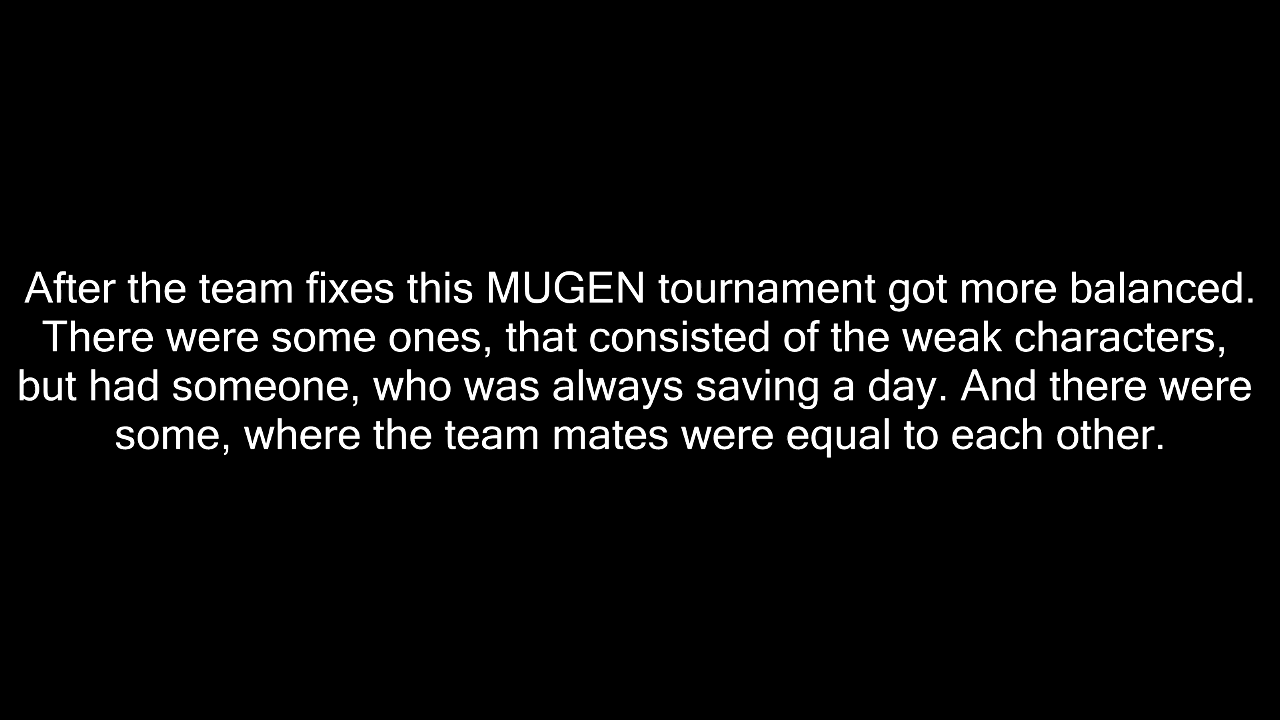 After the team fixes this MUGEN tournament got more balanced.
There were some ones, that consisted of the weak characters,
but had someone, who was always saving a day. And there were
some, where the team mates were equal to each other.